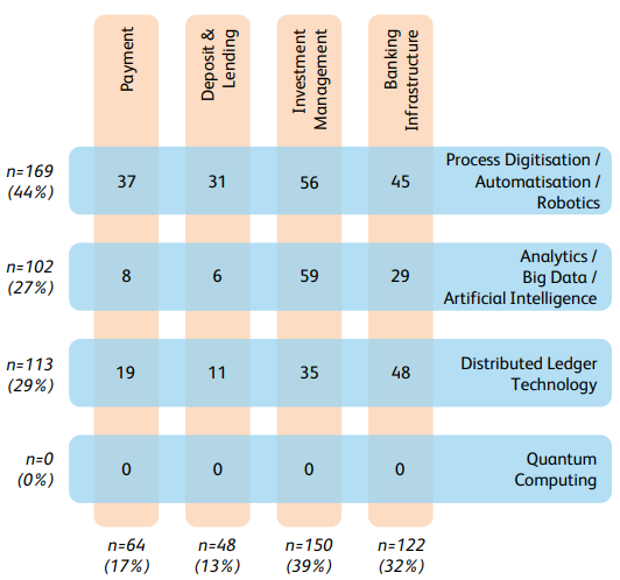 Payment
Deposit &
Lending
Investment
Management
Banking
Infrastructure
n=169
(44%)
37 31 56 45
Process Digitisation /
Automatisation /
Robotics
n=102
(27%)
8 6 59 29
Analytics /
Big Data /
Artificial Intelligence
n=113
(29%)
19 11 35 48
Distributed Ledger
Technology
n=0
(0%)
0 0 0 0
Quantum
Computing
n=64
(17%)
n=48
(13%)
n=150
(39%)
n=122
(32%)